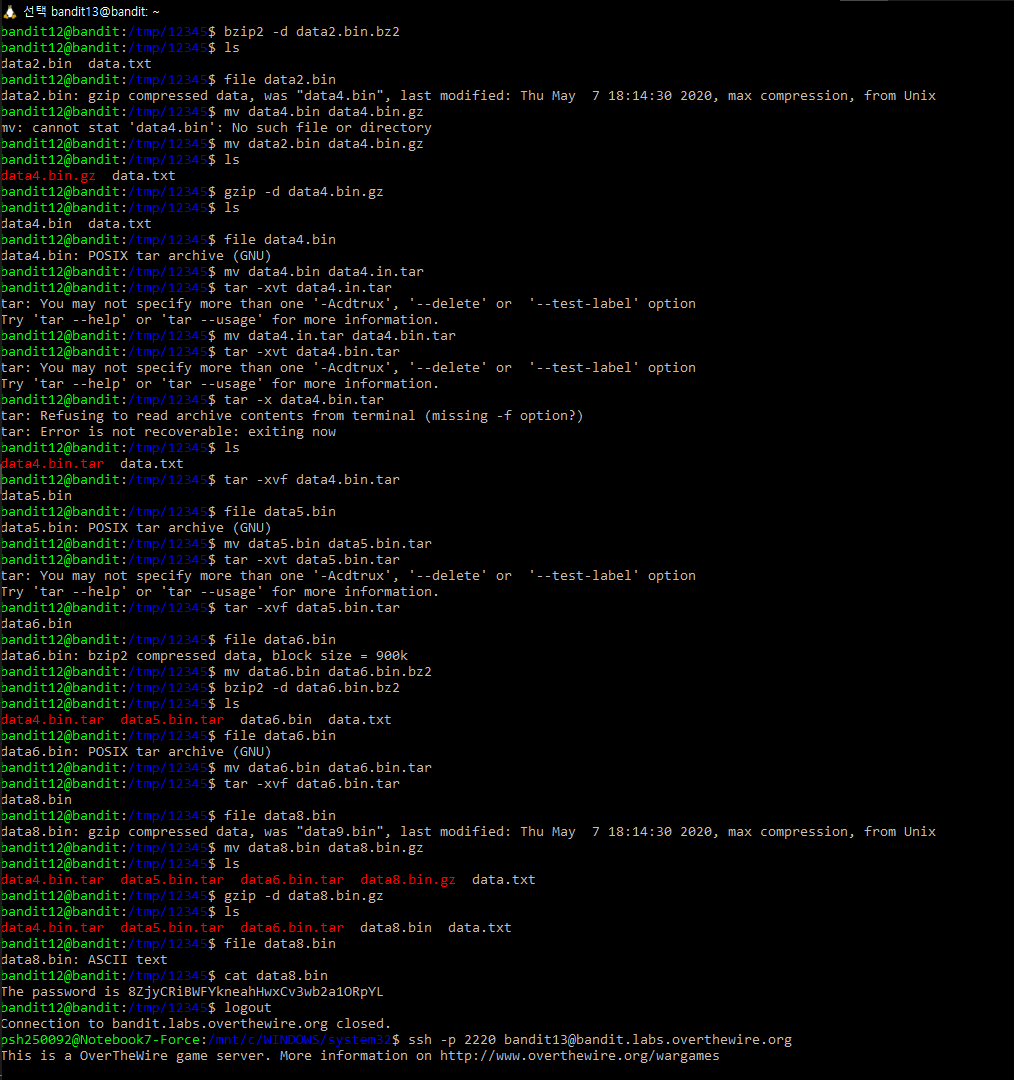 선택 bandit13@bandit: ~
bandit12@bandit:/tmp/12345$ bzip2 -d data2.bin.bz2
bandit12@bandit:/tmp/12345$ ls
data2.bin  data.txt
bandit12@bandit:/tmp/12345$ file data2.bin
data2.bin: gzip compressed data, was "data4.bin", last modified: Thu May  7 18:14:30 2020, max compression, from Unix
bandit12@bandit:/tmp/12345$ mv data4.bin data4.bin.gz
mv: cannot stat 'data4.bin': No such file or directory
bandit12@bandit:/tmp/12345$ mv data2.bin data4.bin.gz
bandit12@bandit:/tmp/12345$ ls
data4.bin.gz  data.txt
bandit12@bandit:/tmp/12345$ gzip -d data4.bin.gz
bandit12@bandit:/tmp/12345$ ls
data4.bin  data.txt
bandit12@bandit:/tmp/12345$ file data4.bin
data4.bin: POSIX tar archive (GNU)
bandit12@bandit:/tmp/12345$ mv data4.bin data4.in.tar
bandit12@bandit:/tmp/12345$ tar -xvt data4.in.tar
tar: You may not specify more than one '-Acdtrux', '--delete' or  '--test-label' option
Try 'tar --help' or 'tar --usage' for more information.
bandit12@bandit:/tmp/12345$ mv data4.in.tar data4.bin.tar
bandit12@bandit:/tmp/12345$ tar -xvt data4.bin.tar
tar: You may not specify more than one '-Acdtrux', '--delete' or  '--test-label' option
Try 'tar --help' or 'tar --usage' for more information.
bandit12@bandit:/tmp/12345$ tar -x data4.bin.tar
tar: Refusing to read archive contents from terminal (missing -f option?)
tar: Error is not recoverable: exiting now
bandit12@bandit:/tmp/12345$ ls
data4.bin.tar  data.txt
bandit12@bandit:/tmp/12345$ tar -xvf data4.bin.tar
data5.bin
bandit12@bandit:/tmp/12345$ file data5.bin
data5.bin: POSIX tar archive (GNU)
bandit12@bandit:/tmp/12345$ mv data5.bin data5.bin.tar
bandit12@bandit:/tmp/12345$ tar -xvt data5.bin.tar
tar: You may not specify more than one '-Acdtrux', '--delete' or  '--test-label' option
Try 'tar --help' or 'tar --usage' for more information.
bandit12@bandit:/tmp/12345$ tar -xvf data5.bin.tar
data6.bin
bandit12@bandit:/tmp/12345$ file data6.bin
data6.bin: bzip2 compressed data, block size = 900k
bandit12@bandit:/tmp/12345$ mv data6.bin data6.bin.bz2
bandit12@bandit:/tmp/12345$ bzip2 -d data6.bin.bz2
bandit12@bandit:/tmp/12345$ ls
data4.bin.tar  data5.bin.tar  data6.bin  data.txt
bandit12@bandit:/tmp/12345$ file data6.bin
data6.bin: POSIX tar archive (GNU)
bandit12@bandit:/tmp/12345$ mv data6.bin data6.bin.tar
bandit12@bandit:/tmp/12345$ tar -xvf data6.bin.tar
data8.bin
bandit12@bandit:/tmp/12345$ file data8.bin
data8.bin: gzip compressed data, was "data9.bin", last modified: Thu May  7 18:14:30 2020, max compression, from Unix
bandit12@bandit:/tmp/12345$ mv data8.bin data8.bin.gz
bandit12@bandit:/tmp/12345$ ls
data4.bin.tar  data5.bin.tar  data6.bin.tar  data8.bin.gz  data.txt
bandit12@bandit:/tmp/12345$ gzip -d data8.bin.gz
bandit12@bandit:/tmp/12345$ ls
data4.bin.tar  data5.bin.tar  data6.bin.tar  data8.bin  data.txt
bandit12@bandit:/tmp/12345$ file data8.bin
data8.bin: ASCII text
bandit12@bandit:/tmp/12345$ cat data8.bin
The password is 8ZjyCRiBWFYkneahHwxCv3wb2a1ORpYL
bandit12@bandit:/tmp/12345$ logout
Connection to bandit.labs.overthewire.org closed.
psh250092@Notebook7-Force:/mnt/c/WINDOWS/system32$ ssh -p 2220 bandit13@bandit.labs.overthewire.org
This is a OverTheWire game server. More information on http://www.overthewire.org/wargames